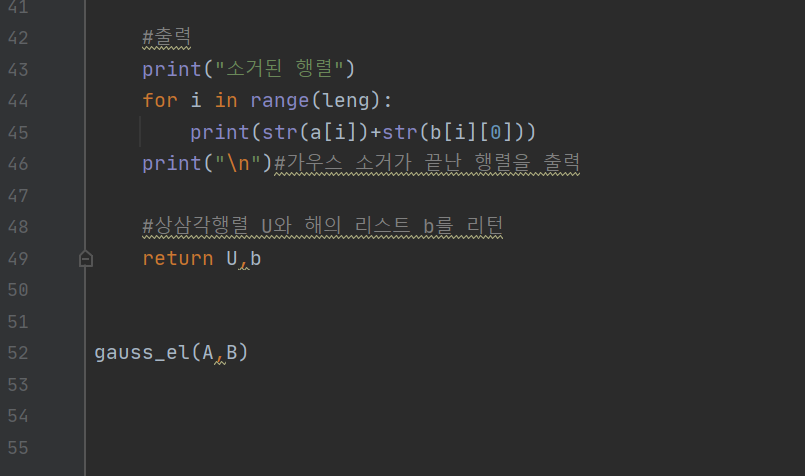 41
42 #출력
43 print("소거된 행렬")
44 for i in range(leng):
45 print(str(a[i])+str(b[i][0]))
46 print("\n")#가우스 소거가 끝난 행렬을 출력
47
48 #상삼각행렬 U와 해의 리스트 b를 리턴
49 return U,b
50
51
52 gauss_el(A,B)
53
54
55